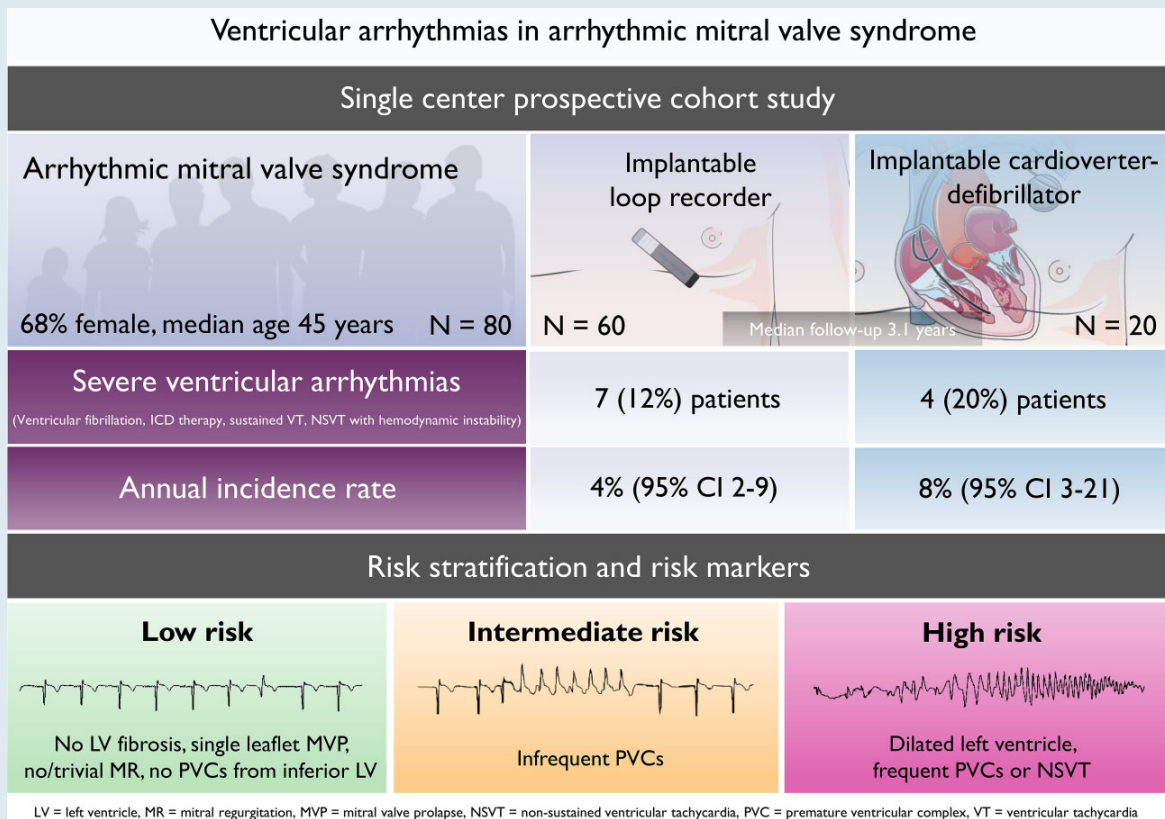 Ventricular arrhythmias in arrhythmic mitral valve syndrome
Single center prospective cohort study
Arrhythmic mitral valve syndrome
68% female, median age 45 years N = 80
Implantable
loop recorder
N = 60
Implantable cardioverter-
defibrillator
N = 20
Median follow-up 3.1 years
Severe ventricular arrhythmias
(Ventricular fibrillation, ICD therapy, sustained VT, NSVT with hemodynamic instability)
7 (12%) patients
4 (20%) patients
Annual incidence rate
4% (95% CI 2-9)
8% (95% CI 3-21)
Risk stratification and risk markers
Low risk
No LV fibrosis, single leaflet MVP,
no/trivial MR, no PVCs from inferior LV
Intermediate risk
Infrequent PVCs
High risk
Dilated left ventricle,
frequent PVCs or NSVT
LV = left ventricle, MR = mitral regurgitation, MVP = mitral valve prolapse, NSVT = non-sustained ventricular tachycardia, PVC = premature ventricular complex, VT = ventricular tachycardia